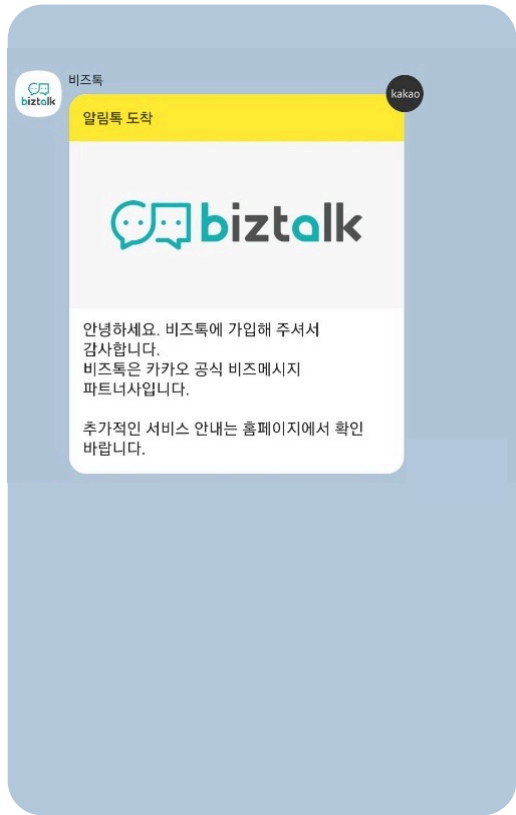 비즈톡
biztalk
kakao
알림톡 도착
biztalk
안녕하세요. 비즈톡에 가입해 주셔서
감사합니다.
비즈톡은 카카오 공식 비즈메시지
파트너사입니다.
추가적인 서비스 안내는 홈페이지에서 확인
바랍니다.